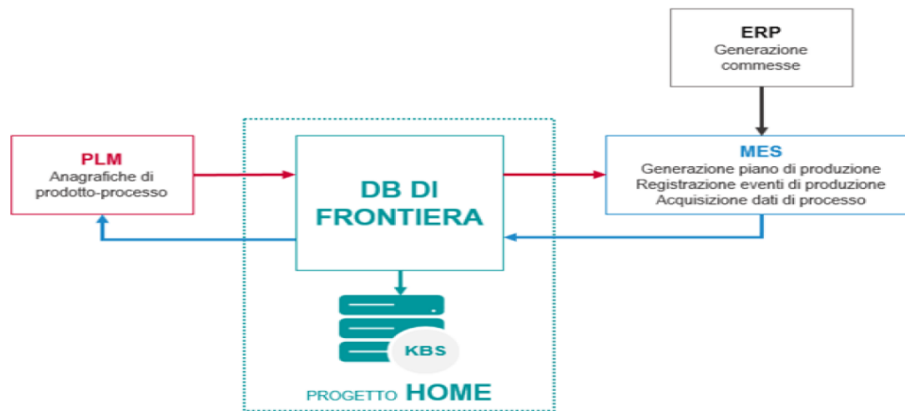 ERP
Generazione
commesse
PLM
Anagrafiche di
prodotto-processo
DB DI
FRONTIERA
MES
Generazione piano di produzione
Registrazione eventi di produzione
Acquisizione dati di processo
KBS
PROGETTO HOME